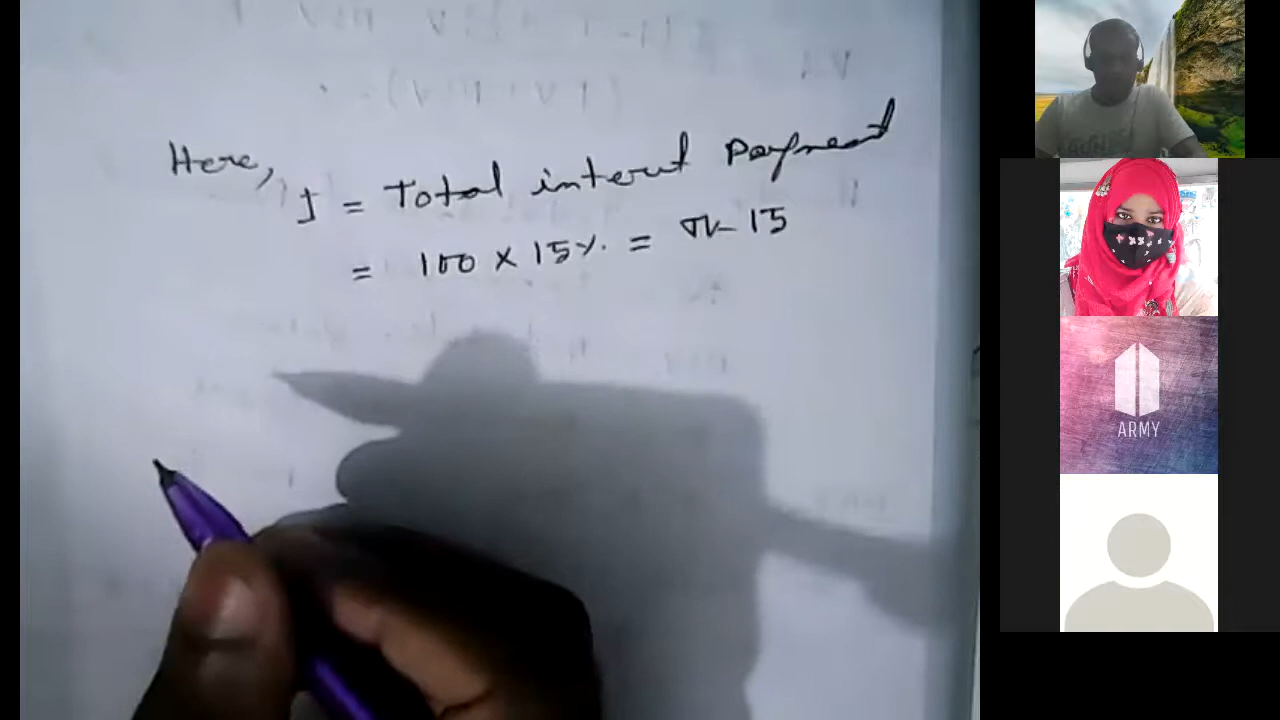 Here,
I = Total interest Payment
= 100 × 15% = TK 15
ARMY